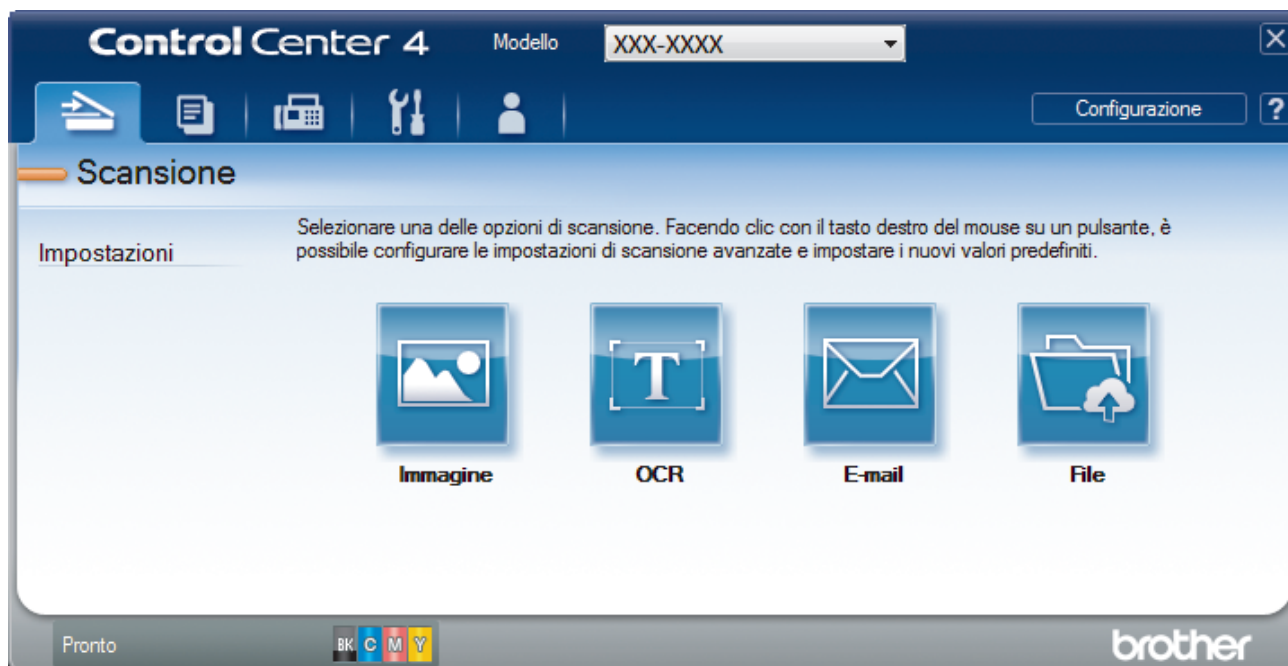 Control Center 4 Modello XXX-XXXX
Configurazione ?
Scansione
Impostazioni
Selezionare una delle opzioni di scansione. Facendo clic con il tasto destro del mouse su un pulsante, è
possibile configurare le impostazioni di scansione avanzate e impostare i nuovi valori predefiniti.
T
Immagine OCR E-mail File
Pronto BK C M Y brother